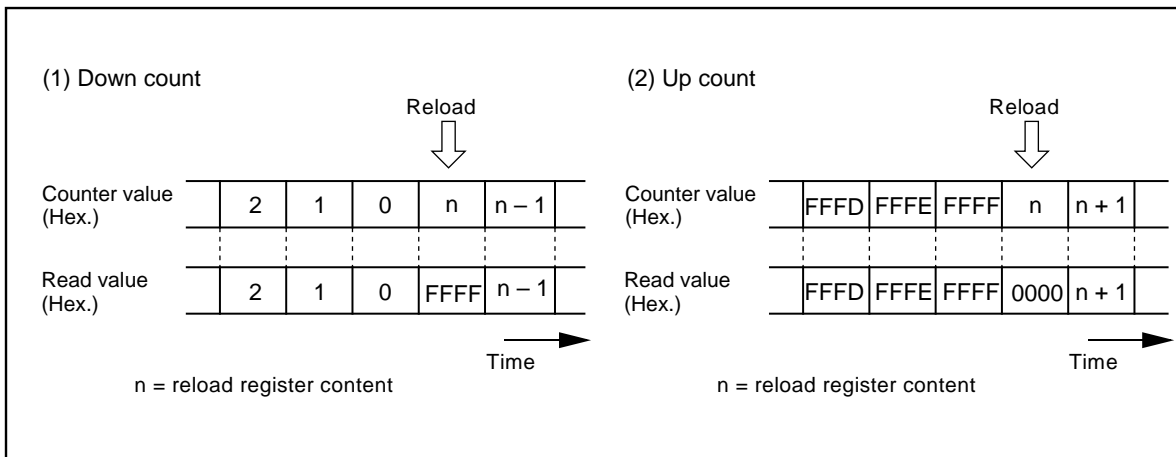 (1) Down count
Reload
Counter value
(Hex.)
2 1 0 n n – 1
Read value
(Hex.)
2 1 0 FFFF n – 1
Time
n = reload register content
(2) Up count
Reload
Counter value
(Hex.)
FFFD FFFE FFFF n n + 1
Read value
(Hex.)
FFFD FFFE FFFF 0000 n + 1
Time
n = reload register content